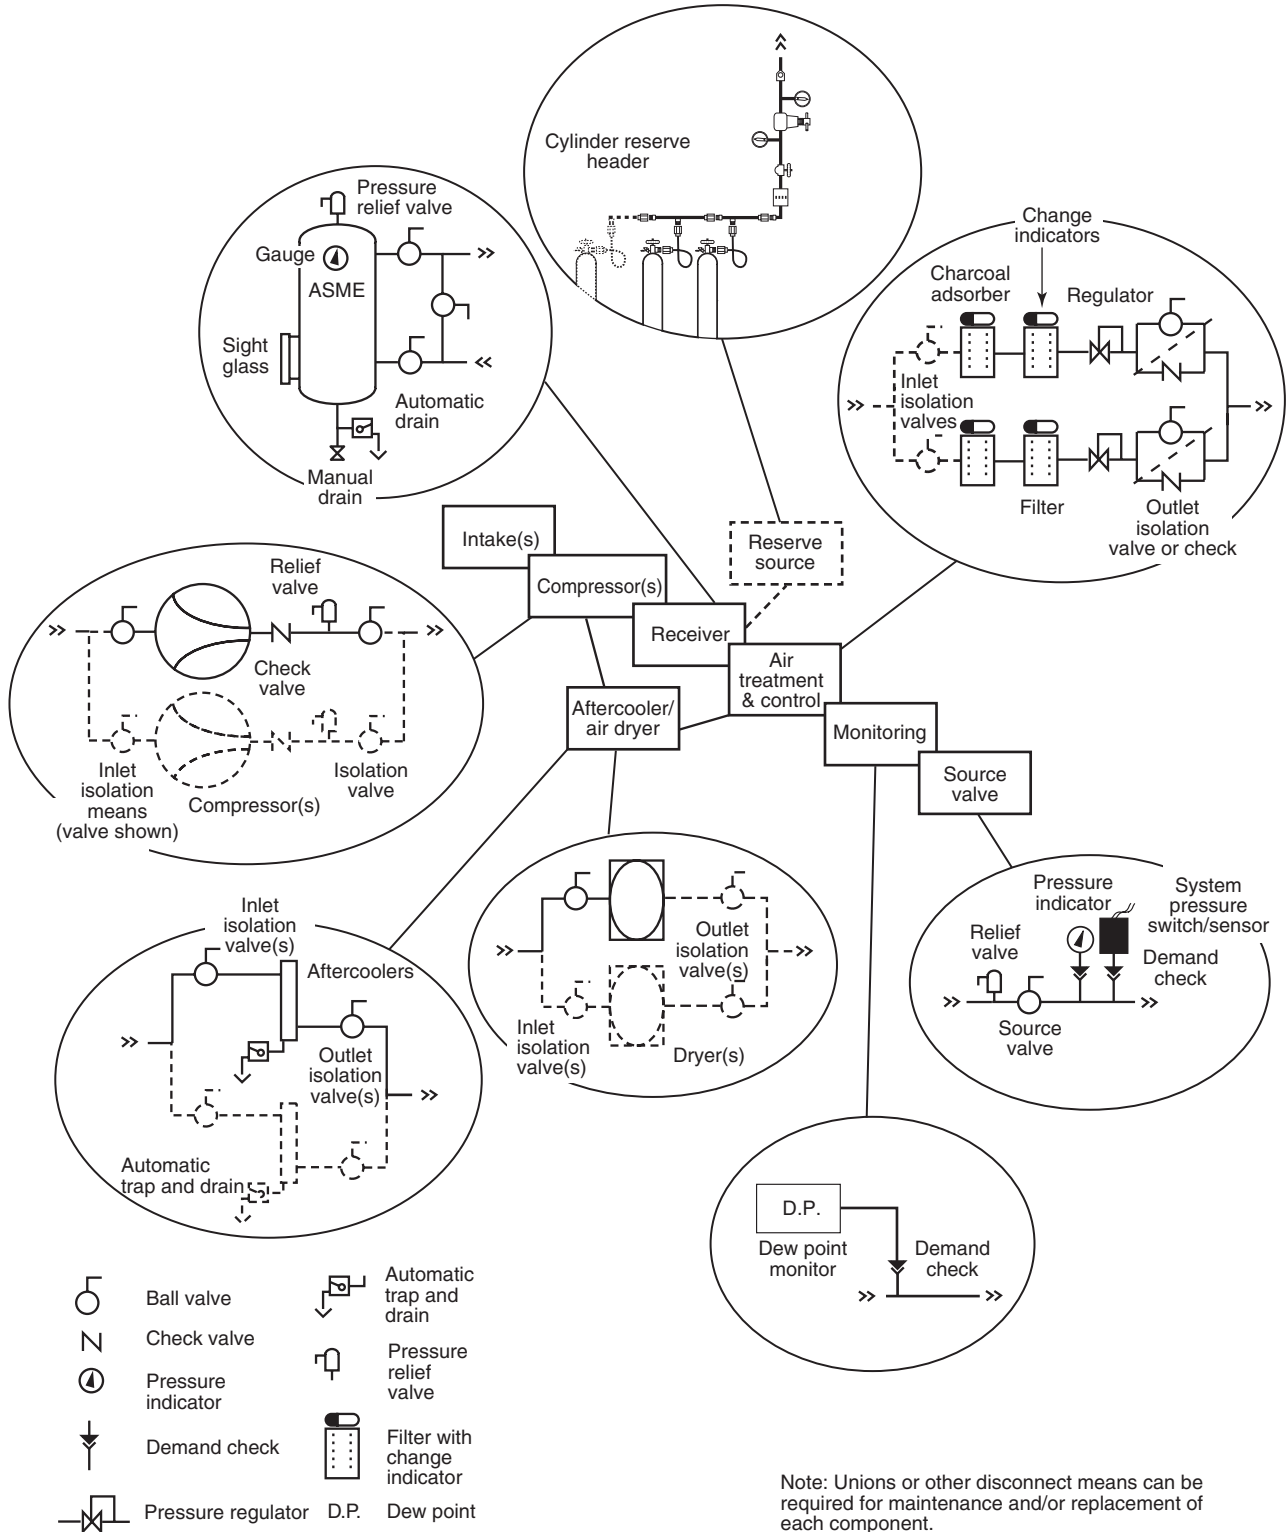 Cylinder reserve
header
Pressure
relief valve
Gauge
ASME
Sight
glass
Automatic
drain
Manual
drain
Change
indicators
Charcoal
adsorber
Regulator
Inlet
isolation
valves
Filter
Outlet
isolation
valve or check
Intake(s)
Compressor(s)
Receiver
Reserve
source
Air
treatment
& control
Aftercooler/
air dryer
Monitoring
Source
valve
Relief
valve
Check
valve
Inlet
isolation
means
(valve shown)
Compressor(s)
Isolation
valve
Inlet
isolation
valve(s)
Aftercoolers
Outlet
isolation
valve(s)
Automatic
trap and drain
Outlet
isolation
valve(s)
Inlet
isolation
valve(s)
Dryer(s)
Pressure
indicator
System
pressure
switch/sensor
Relief
valve
Demand
check
Source
valve
D.P.
Dew point
monitor
Demand
check
Ball valve
Check valve
Pressure
indicator
Demand check
Pressure regulator
Automatic
trap and
drain
Pressure
relief
valve
Filter with
change
indicator
D.P. Dew point
Note: Unions or other disconnect means can be
required for maintenance and/or replacement of
each component.